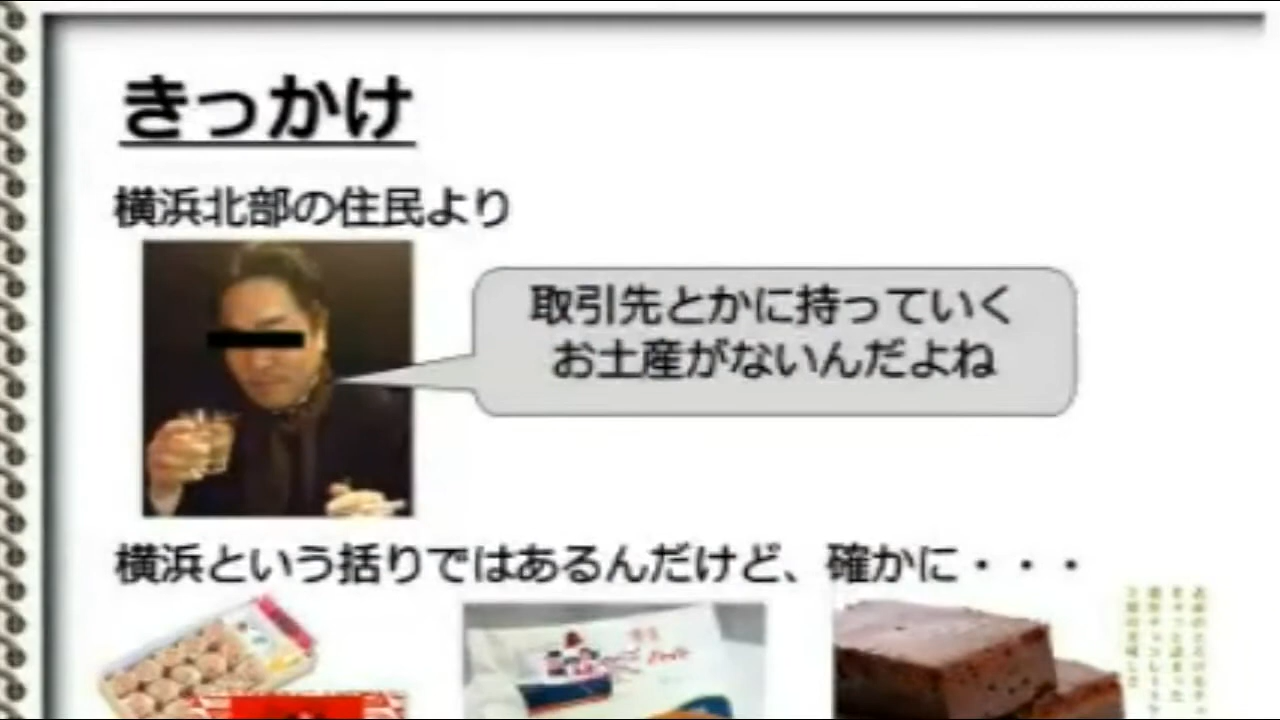 きっかけ
横浜北部の住民より
取引先とかに持っていく
お土産がないんだよね
横浜という括りではあるんだけど、確かに・・・